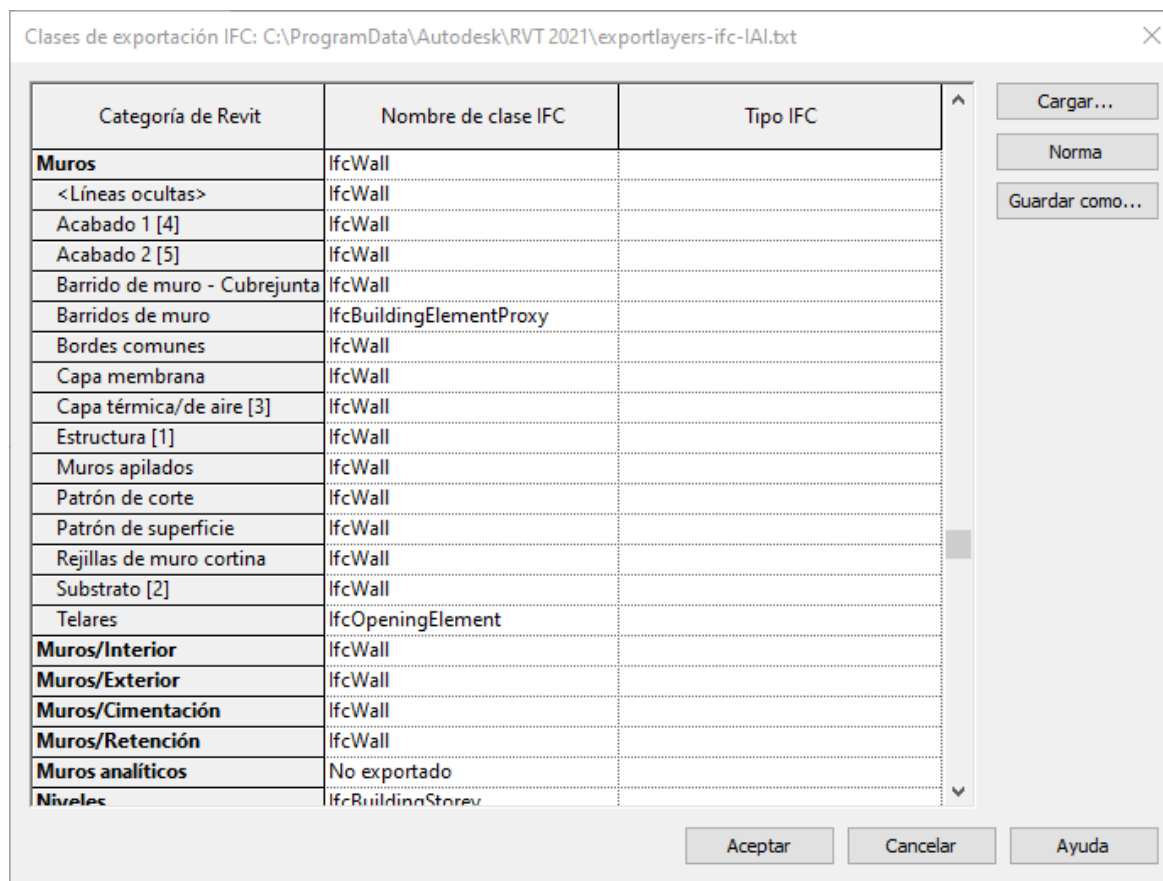 Clases de exportación IFC: C:\ProgramData\Autodesk\RVT 2021\exportlayers-ifc-IAI.txt
Categoría de Revit Nombre de clase IFC Tipo IFC
Cargar...
Norma
Guardar como...
Muros IfcWall
<Líneas ocultas> IfcWall
Acabado 1 [4] IfcWall
Acabado 2 [5] IfcWall
Barrido de muro - Cubrejunta IfcWall
Barridos de muro IfcBuildingElementProxy
Bordes comunes IfcWall
Capa membrana IfcWall
Capa térmica/de aire [3] IfcWall
Estructura [1] IfcWall
Muros apilados IfcWall
Patrón de corte IfcWall
Patrón de superficie IfcWall
Rejillas de muro cortina IfcWall
Substrato [2] IfcWall
Telares IfcOpeningElement
Muros/Interior IfcWall
Muros/Exterior IfcWall
Muros/Cimentación IfcWall
Muros/Retención IfcWall
Muros analíticos No exportado
Niveles IfcBuildingStorey
Aceptar Cancelar Ayuda